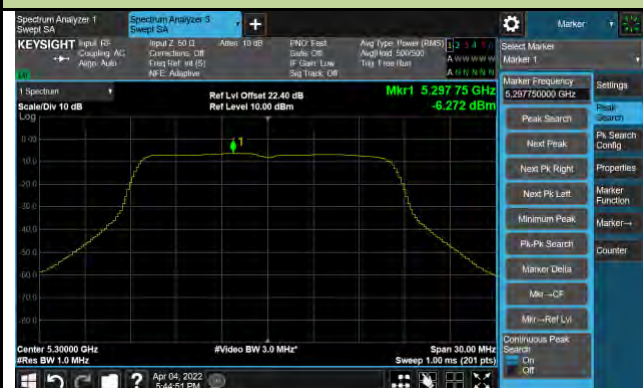 Spectrum Analyzer 1
Swept SA
Spectrum Analyzer 3
Swept SA
Marker
KEYSIGHT
Input: RF
Coupling: AC
Align: Auto
Input Z: 50 Ω
Corrections: Off
Freq Ref: Int (S)
NFE: Adaptive
Atten: 10 dB
PNO: Fast
Gate: Off
IF Gain: Low
Sig Track: Off
Avg Type: Power (RMS)
Avg|Hold: 500/500
Trig: Free Run
1 2 3 4 5 6
A W W W W W
A N N N N N
Select Marker
Marker 1
1 Spectrum
Scale/Div 10 dB
Log
Ref Lvl Offset 22.40 dB
Ref Level 10.00 dBm
Mkr1 5.297 75 GHz
-6.272 dBm
1
0.00
-10.0
-20.0
-30.0
-40.0
-50.0
-60.0
-70.0
-80.0
Center 5.30000 GHz
#Res BW 1.0 MHz
#Video BW 3.0 MHz*
Span 30.00 MHz
Sweep 1.00 ms (201 pts)
Marker Frequency
5.297750000 GHz
Peak Search
Next Peak
Next Pk Right
Next Pk Left
Minimum Peak
Pk-Pk Search
Marker Delta
Mkr→CF
Mkr→Ref Lvl
Continuous Peak
Search
On
Off
Settings
Peak
Search
Pk Search
Config
Properties
Marker
Function
Marker→
Counter
?
Apr 04, 2022
5:44:51 PM